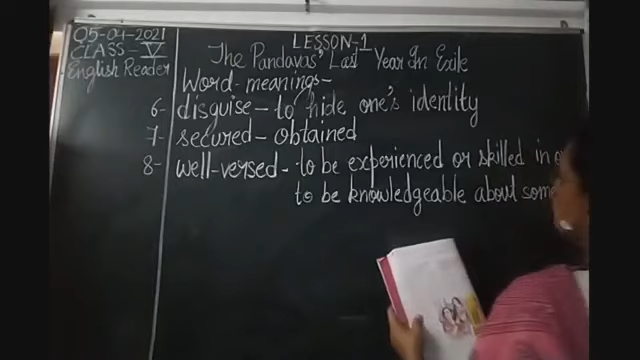 05-04-2021
CLASS-V
English Reader
LESSON-1
The Pandavas' Last Year In Exile
Word-meanings-
6- disguise - to hide one's identity
7- secured - obtained
8- well-versed - to be experienced or skilled in
to be knowledgeable about